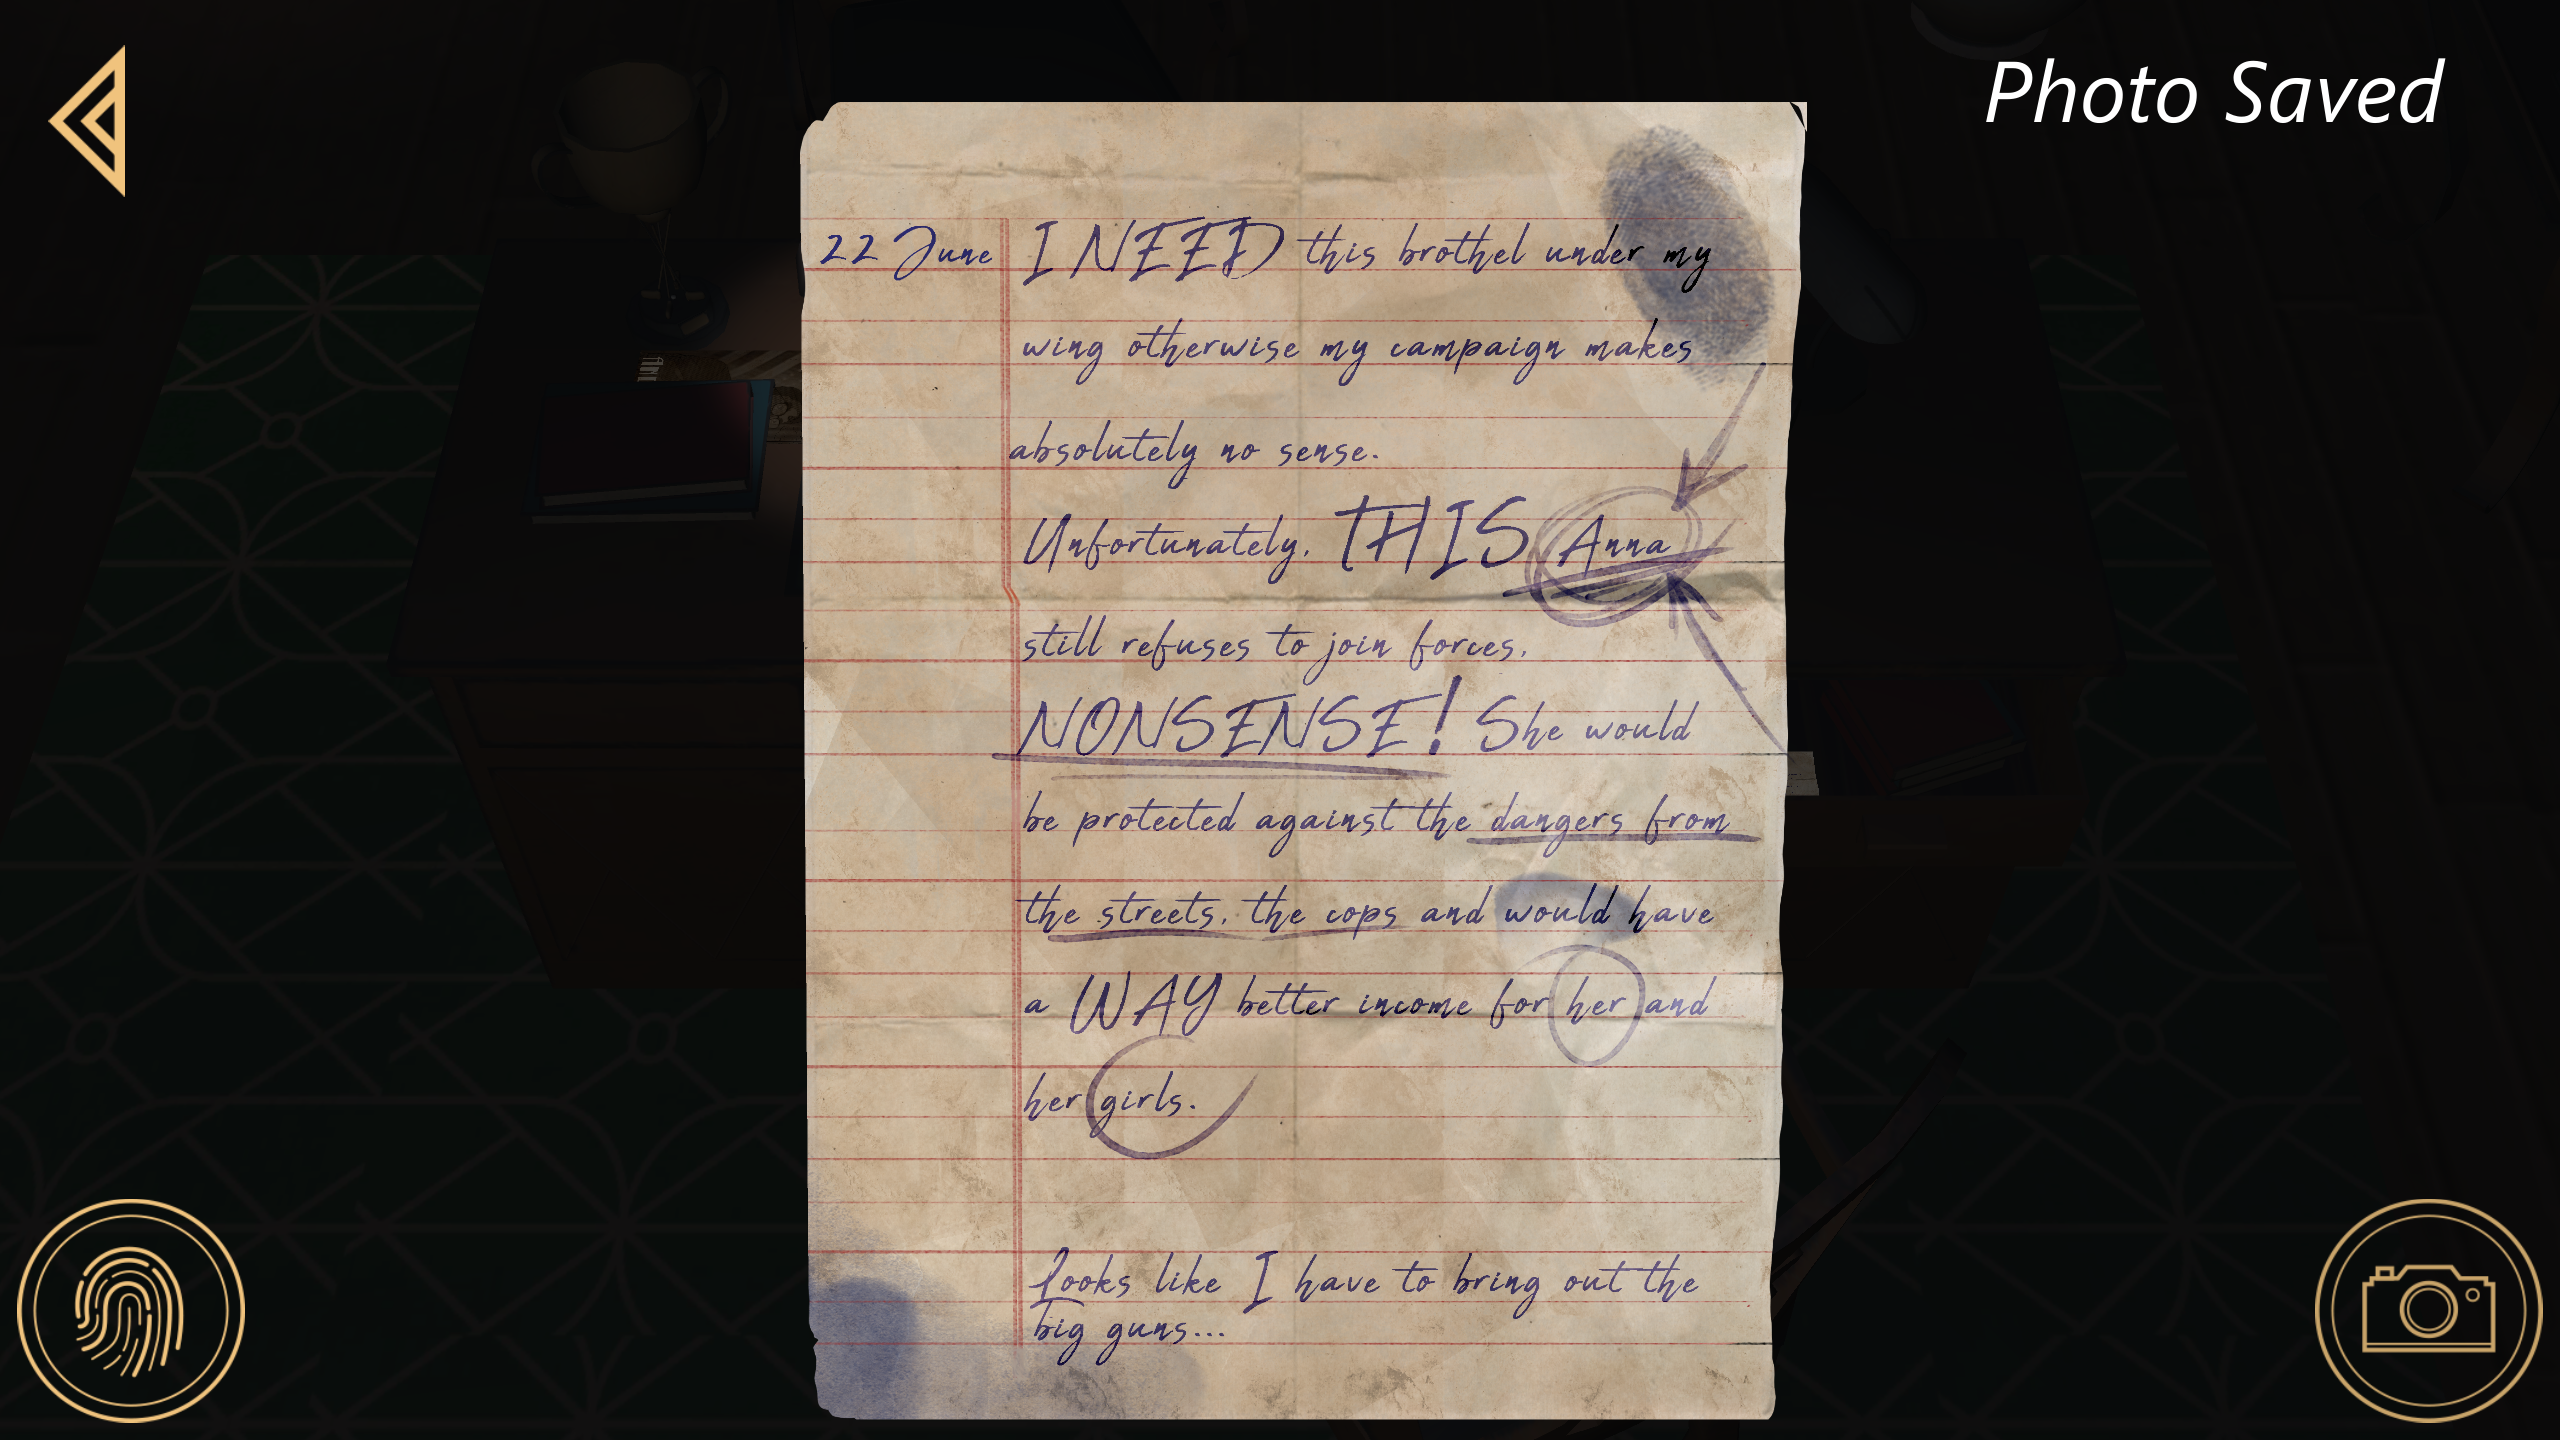 Photo Saved
22 June I NEED this brothel under my
wing otherwise my campaign makes
absolutely no sense.
Unfortunately, THIS Anna
still refuses to join forces,
NONSENSE! She would
be protected against the dangers from
the streets, the cops and would have
a WAY better income for her and
her girls.
Looks like I have to bring out the
big guns...